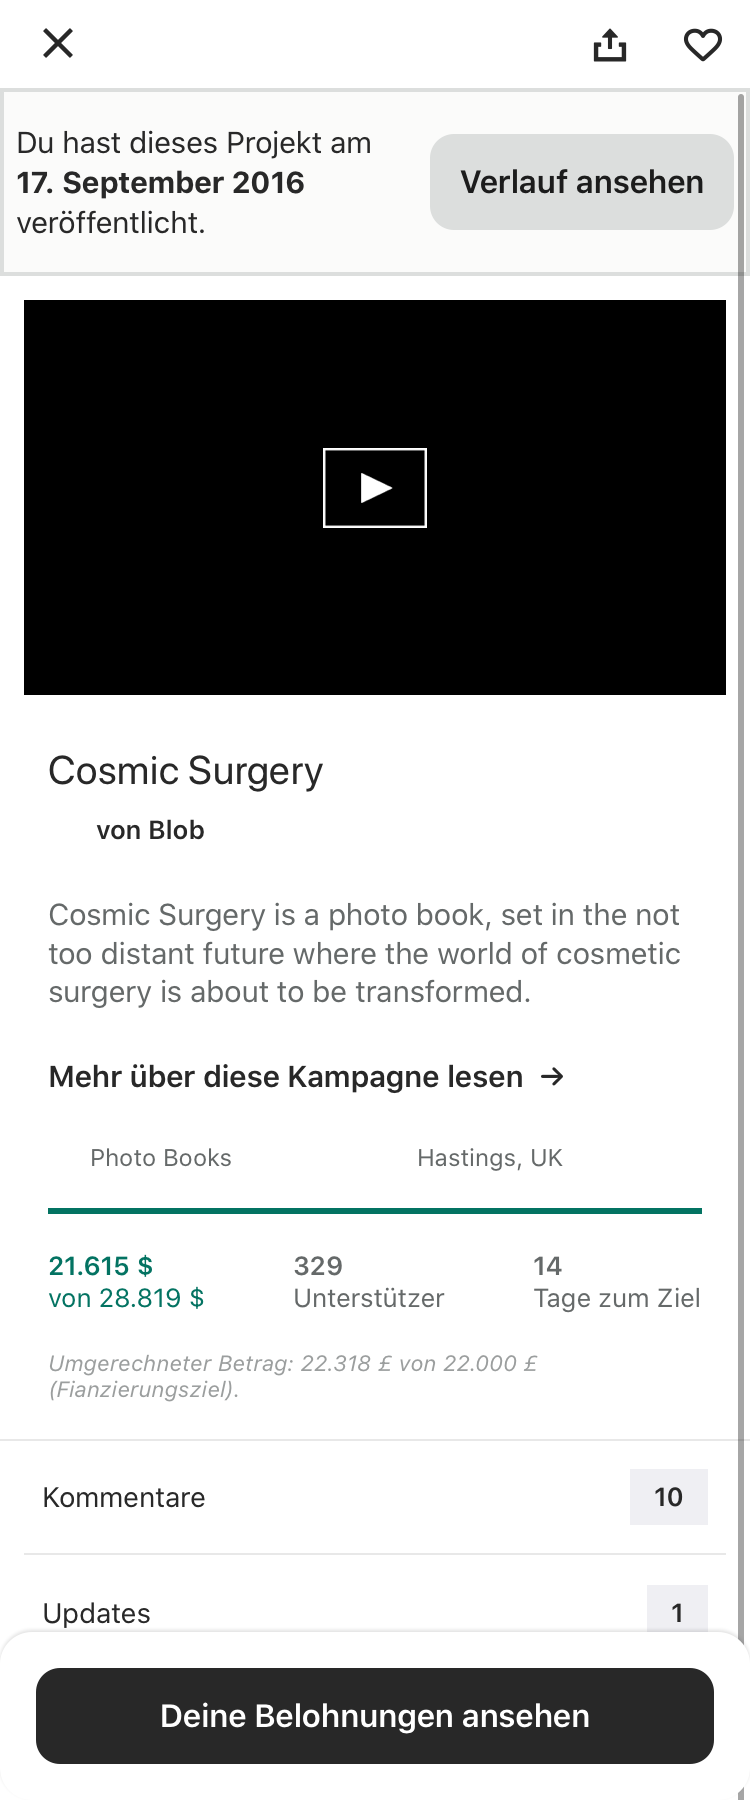 Du hast dieses Projekt am
17. September 2016
veröffentlicht.
Verlauf ansehen
Cosmic Surgery
von Blob
Cosmic Surgery is a photo book, set in the not
too distant future where the world of cosmetic
surgery is about to be transformed.
Mehr über diese Kampagne lesen →
Photo Books
Hastings, UK
21.615 $
von 28.819 $
329
Unterstützer
14
Tage zum Ziel
Umgerechneter Betrag: 22.318 £ von 22.000 £
(Fianzierungsziel).
Kommentare
10
Updates
1
Deine Belohnungen ansehen